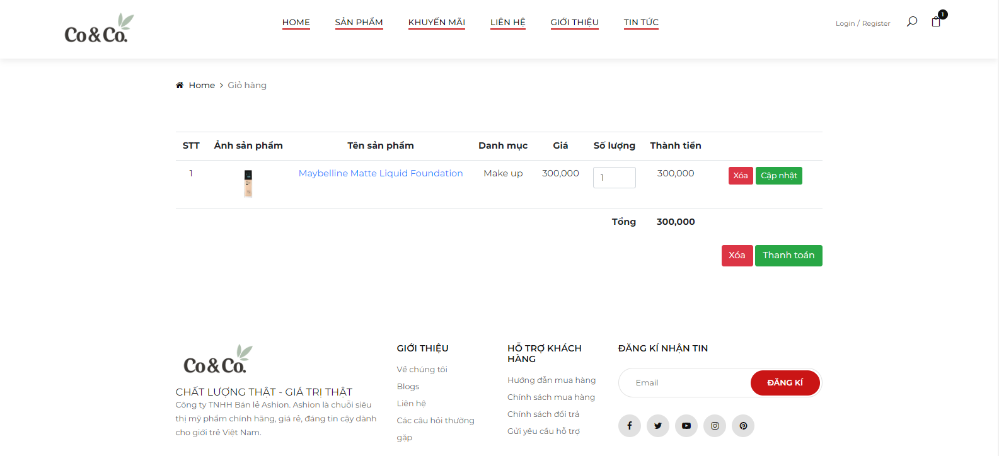 Co & Co.
HOME SẢN PHẨM KHUYẾN MÃI LIÊN HỆ GIỚI THIỆU TIN TỨC
Login / Register
1
Home > Giỏ hàng
STT Ảnh sản phẩm Tên sản phẩm Danh mục Giá Số lượng Thành tiền
1 Maybelline Matte Liquid Foundation Make up 300,000 1 300,000 Xóa Cập nhật
Tổng 300,000
Xóa Thanh toán
Co & Co.
CHẤT LƯỢNG THẬT - GIÁ TRỊ THẬT
Công ty TNHH Bán lẻ Ashion. Ashion là chuỗi siêu
thị mỹ phẩm chính hãng, giá rẻ, đáng tin cậy dành
cho giới trẻ Việt Nam.
GIỚI THIỆU
Về chúng tôi
Blogs
Liên hệ
Các câu hỏi thường
gặp
HỖ TRỢ KHÁCH
HÀNG
Hướng dẫn mua hàng
Chính sách mua hàng
Chính sách đổi trả
Gửi yêu cầu hỗ trợ
ĐĂNG KÍ NHẬN TIN
Email ĐĂNG KÍ